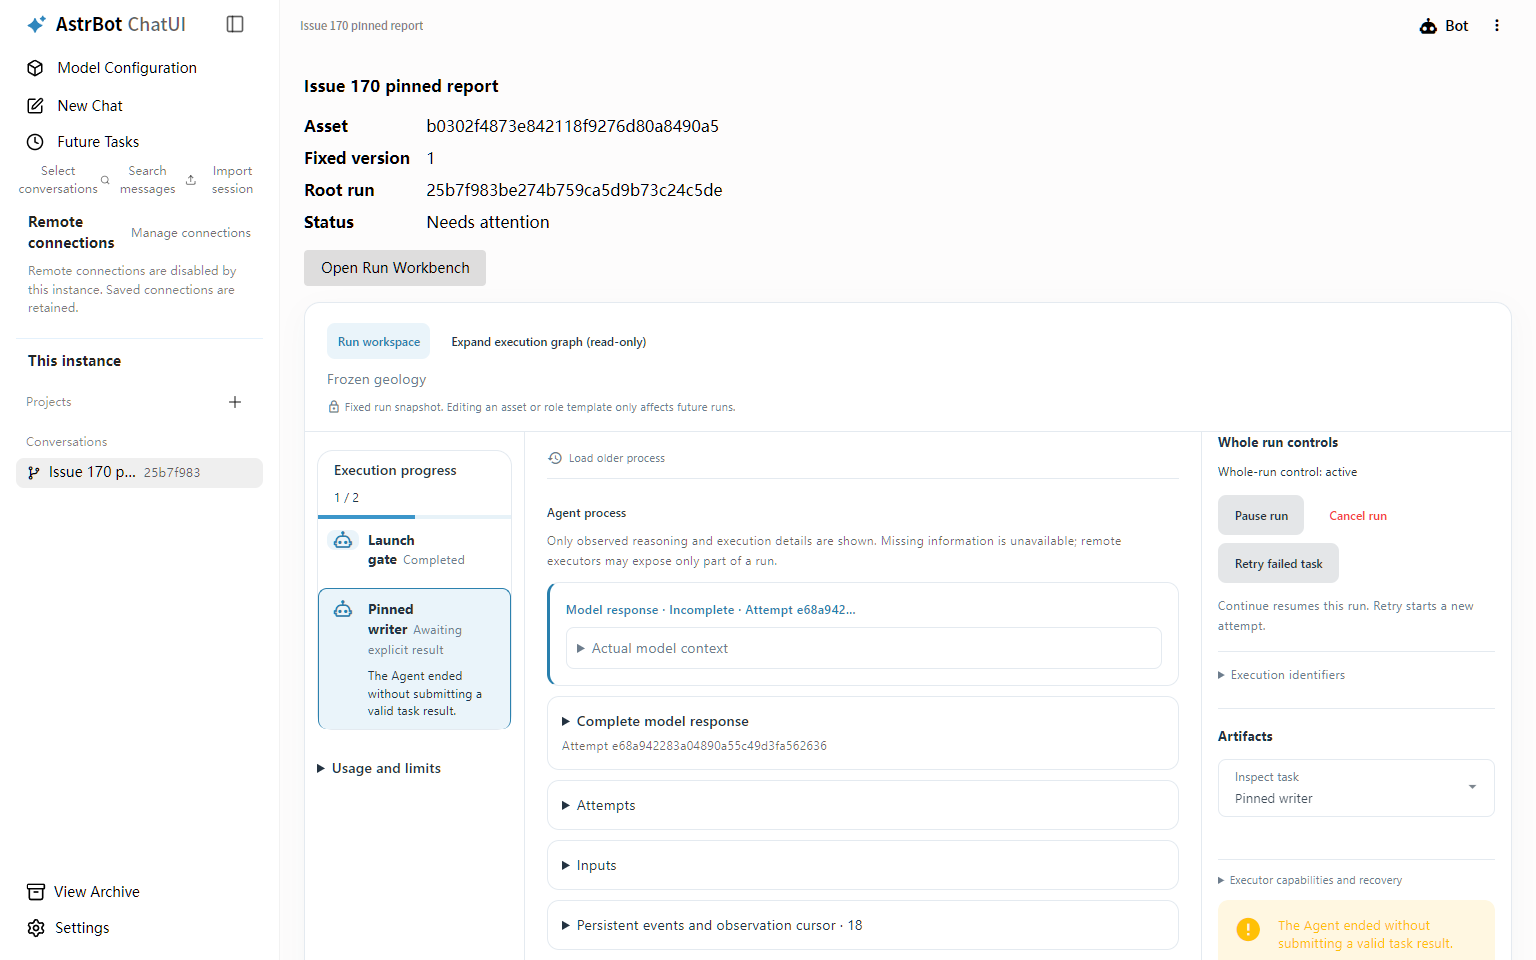 AstrBot ChatUI
Model Configuration
New Chat
Future Tasks
Select conversations
Search messages
Import session
Remote connections
Manage connections
Remote connections are disabled by
this instance. Saved connections are
retained.
This instance
Projects
Conversations
Issue 170 p... 25b7f983
View Archive
Settings
Issue 170 pinned report
Bot
Issue 170 pinned report
Asset b0302f4873e842118f9276d80a8490a5
Fixed version 1
Root run 25b7f983be274b759ca5d9b73c24c5de
Status Needs attention
Open Run Workbench
Run workspace
Expand execution graph (read-only)
Frozen geology
Fixed run snapshot. Editing an asset or role template only affects future runs.
Execution progress
1 / 2
Launch
gate Completed
Pinned
writer Awaiting
explicit result
The Agent ended
without submitting a
valid task result.
Usage and limits
Load older process
Agent process
Only observed reasoning and execution details are shown. Missing information is unavailable; remote
executors may expose only part of a run.
Model response · Incomplete · Attempt e68a942...
Actual model context
Complete model response
Attempt e68a942283a04890a55c49d3fa562636
Attempts
Inputs
Persistent events and observation cursor · 18
Whole run controls
Whole-run control: active
Pause run
Cancel run
Retry failed task
Continue resumes this run. Retry starts a new
attempt.
Execution identifiers
Artifacts
Inspect task
Pinned writer
Executor capabilities and recovery
The Agent ended without
submitting a valid task result.